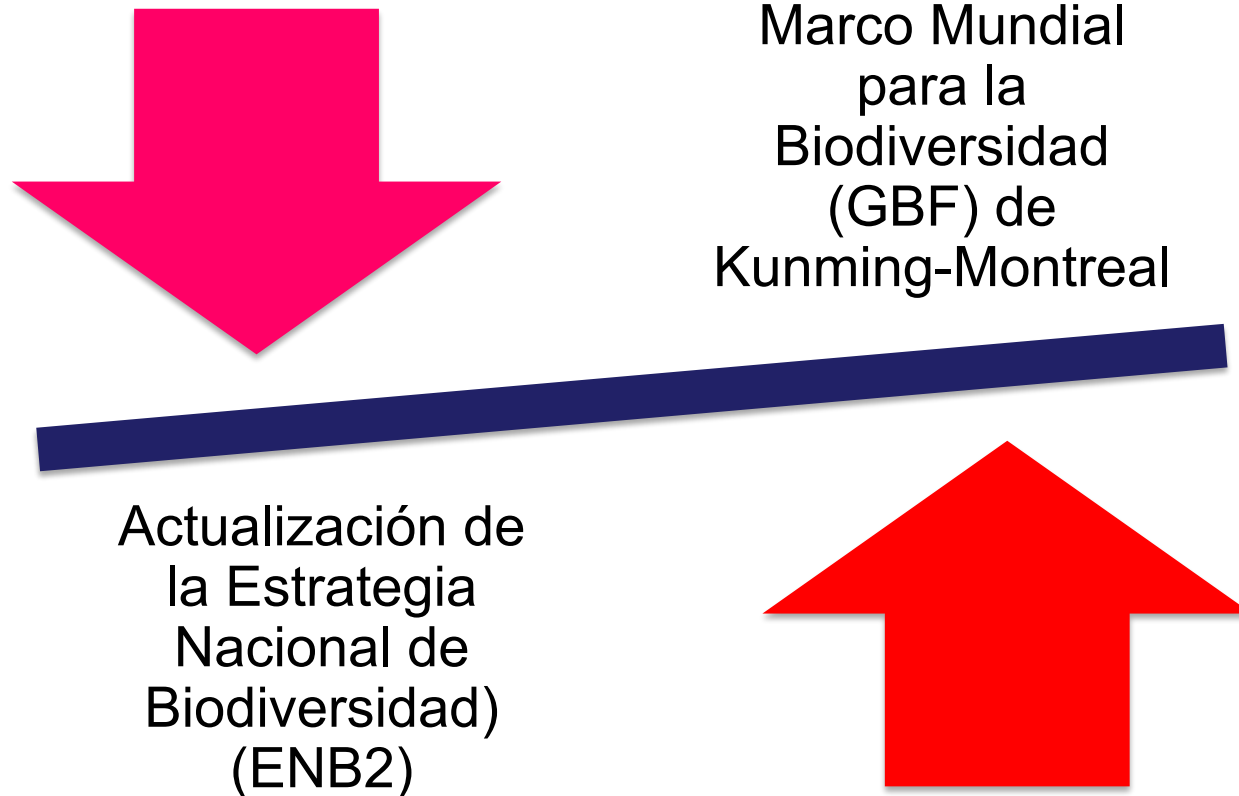 Marco Mundial
para la
Biodiversidad
(GBF) de
Kunming-Montreal
Actualización de
la Estrategia
Nacional de
Biodiversidad)
(ENB2)